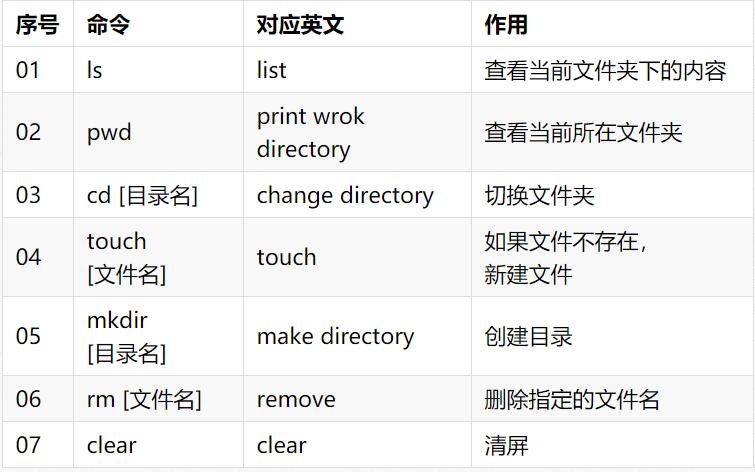 序号 命令 对应英文 作用
01 ls list 查看当前文件夹下的内容
02 pwd print wrok
directory 查看当前所在文件夹
03 cd [目录名] change directory 切换文件夹
04 touch
[文件名] touch 如果文件不存在，
新建文件
05 mkdir
[目录名] make directory 创建目录
06 rm [文件名] remove 删除指定的文件名
07 clear clear 清屏